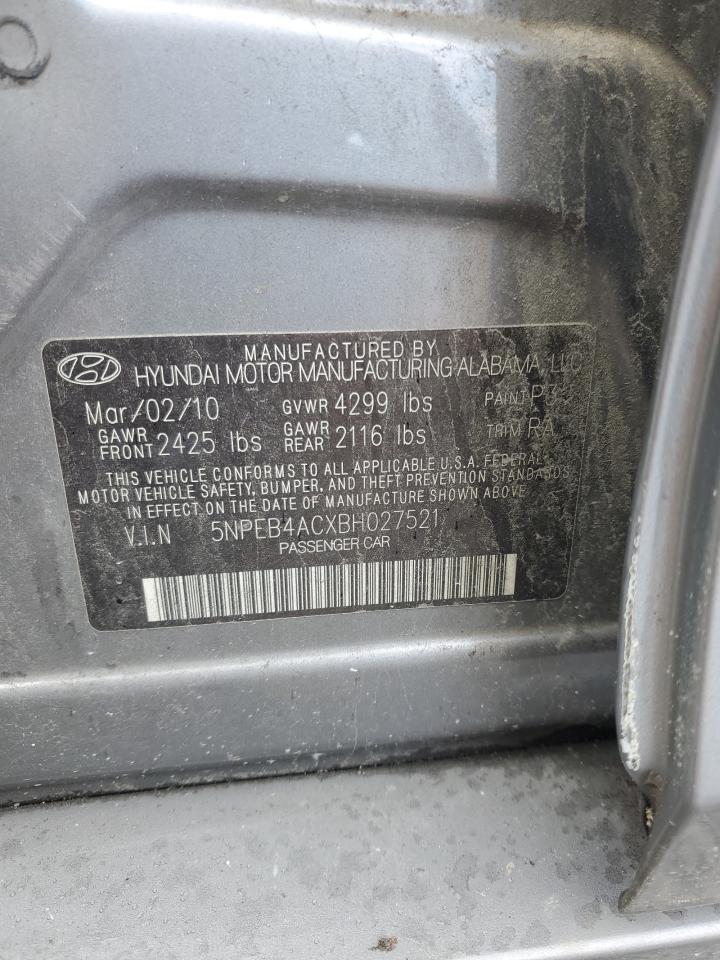 MANUFACTURED BY
HYUNDAI MOTOR MANUFACTURING ALABAMA, LLC
Mar/02/10 GVWR 4299 lbs PAINT P3
GAWR FRONT 2425 lbs GAWR REAR 2116 lbs TRIM RA
THIS VEHICLE CONFORMS TO ALL APPLICABLE U.S.A. FEDERAL
MOTOR VEHICLE SAFETY, BUMPER, AND THEFT PREVENTION STANDARDS
IN EFFECT ON THE DATE OF MANUFACTURE SHOWN ABOVE.
V.I.N 5NPEB4ACXBH027521
PASSENGER CAR